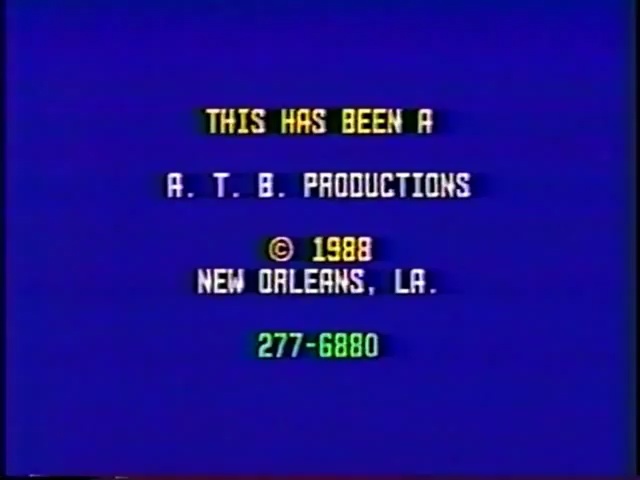 THIS HAS BEEN A
A. T. B. PRODUCTIONS
© 1988
NEW ORLEANS, LA.
277-6880